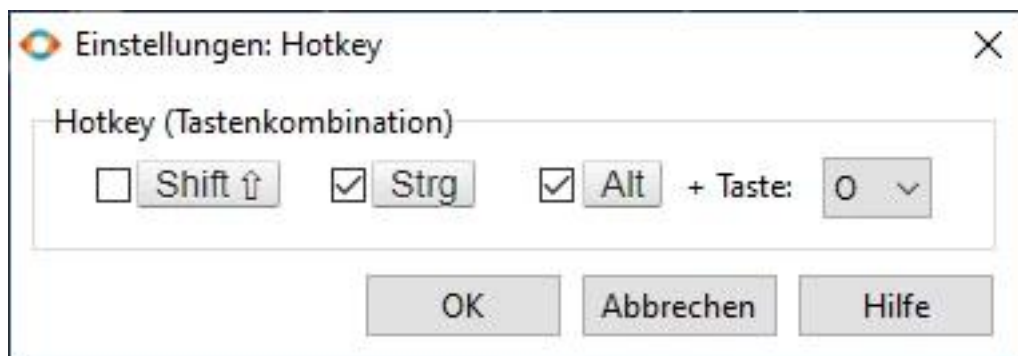 Einstellungen: Hotkey
Hotkey (Tastenkombination)
Shift ⇧ Strg Alt + Taste: O
OK Abbrechen Hilfe